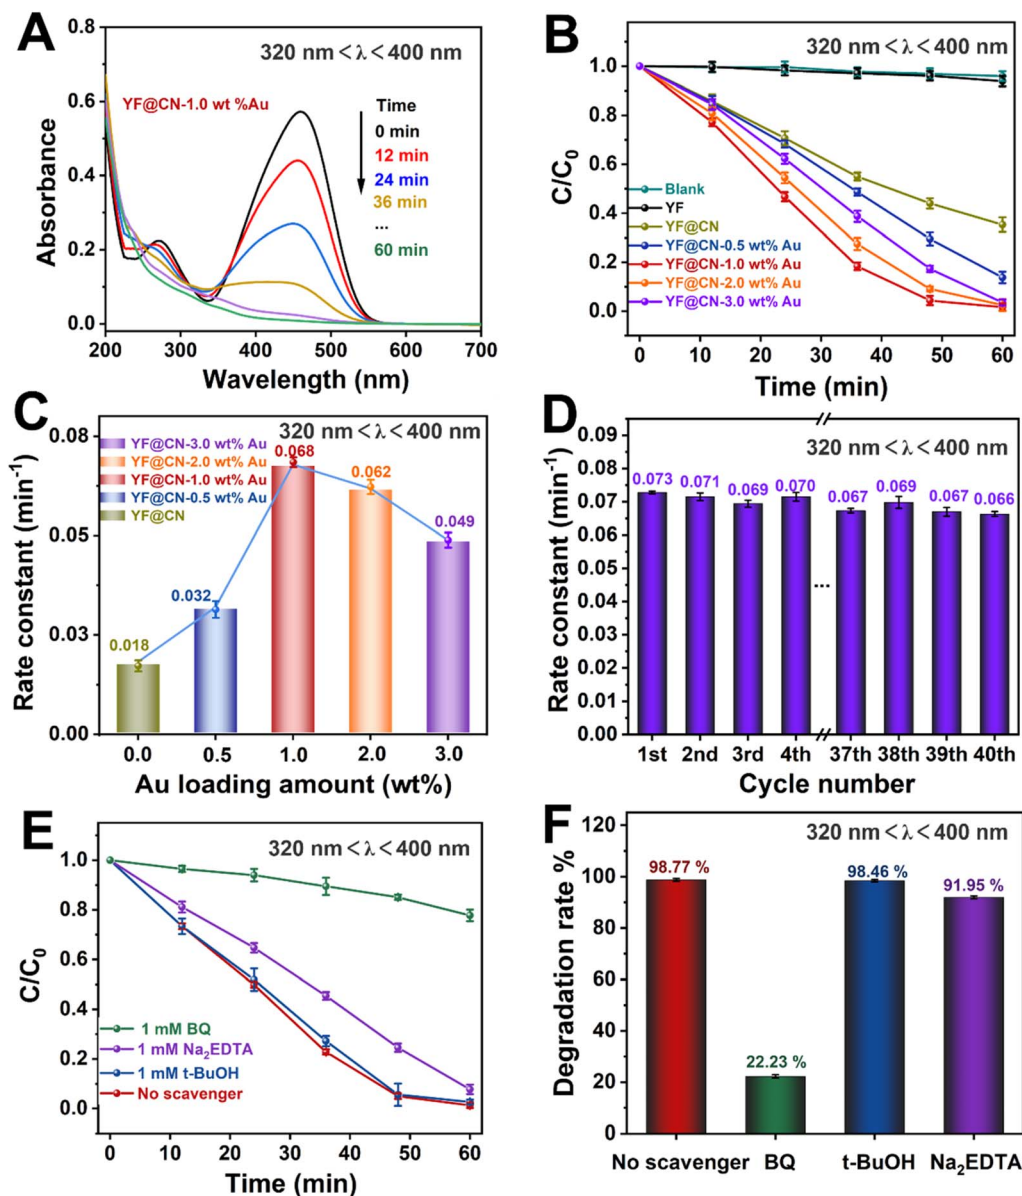 A
320 nm<λ<400 nm
YF@CN-1.0 wt %Au
Time
0 min
12 min
24 min
36 min
...
60 min
Absorbance
0.8
0.6
0.4
0.2
0.0
200 300 400 500 600 700
Wavelength (nm)
B
320 nm<λ<400 nm
C/C0
1.0
0.8
0.6
0.4
0.2
0.0
Blank
YF
YF@CN
YF@CN-0.5 wt% Au
YF@CN-1.0 wt% Au
YF@CN-2.0 wt% Au
YF@CN-3.0 wt% Au
0 10 20 30 40 50 60
Time (min)
C
320 nm<λ<400 nm
YF@CN-3.0 wt% Au
YF@CN-2.0 wt% Au
YF@CN-1.0 wt% Au
YF@CN-0.5 wt% Au
YF@CN
Rate constant (min-1)
0.08
0.05
0.03
0.00
0.018
0.032
0.068
0.062
0.049
0.0 0.5 1.0 2.0 3.0
Au loading amount (wt%)
D
320 nm<λ<400 nm
Rate constant (min-1)
0.09
0.08
0.07
0.06
0.05
0.04
0.03
0.02
0.01
0.00
0.073 0.071 0.069 0.070 0.067 0.069 0.067 0.066
...
1st 2nd 3rd 4th 37th 38th 39th 40th
Cycle number
E
320 nm<λ<400 nm
C/C0
1.0
0.8
0.6
0.4
0.2
0.0
1 mM BQ
1 mM Na2EDTA
1 mM t-BuOH
No scavenger
0 10 20 30 40 50 60
Time (min)
F
320 nm<λ<400 nm
Degradation rate %
120
100
80
60
40
20
0
98.77 %
22.23 %
98.46 %
91.95 %
No scavenger BQ t-BuOH Na2EDTA